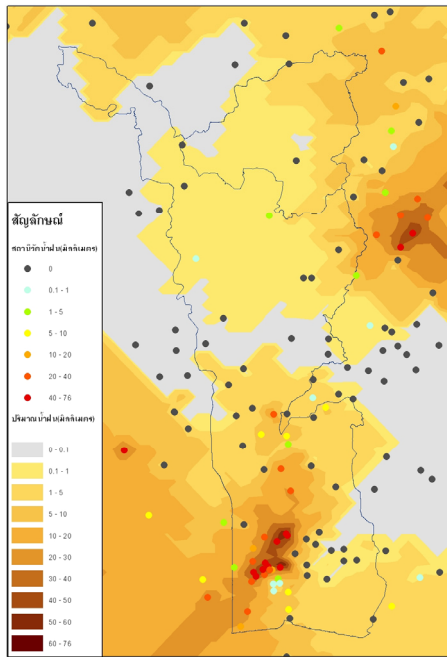 สัญลักษณ์
สถานีวัดน้ำฝน(มิลลิเมตร)
0
0.1 - 1
1 - 5
5 - 10
10 - 20
20 - 40
40 - 76
ปริมาณน้ำฝน(มิลลิเมตร)
0 - 0.1
0.1 - 1
1 - 5
5 - 10
10 - 20
20 - 30
30 - 40
40 - 50
50 - 60
60 - 76